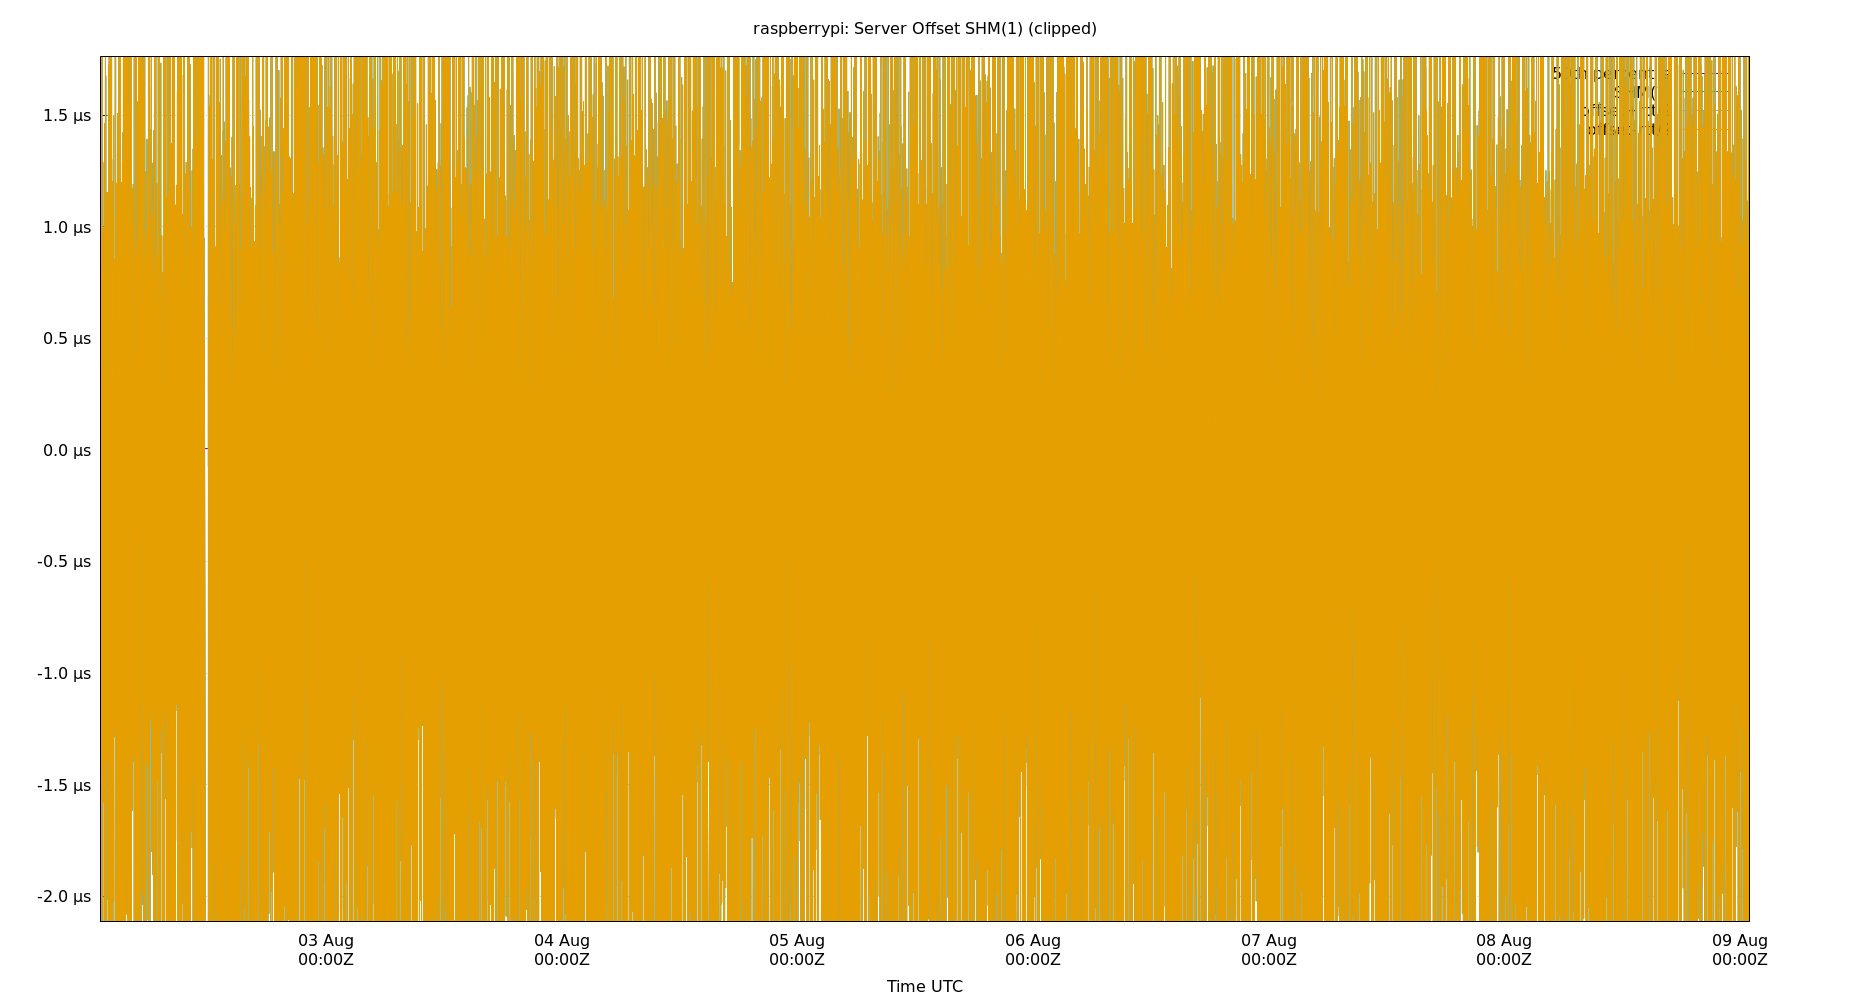 raspberrypi: Server Offset SHM(1) (clipped)
1.5 µs
1.0 µs
0.5 µs
0.0 µs
-0.5 µs
-1.0 µs
-1.5 µs
-2.0 µs
03 Aug 04 Aug 05 Aug 06 Aug 07 Aug 08 Aug 09 Aug
00:00Z 00:00Z 00:00Z 00:00Z 00:00Z 00:00Z 00:00Z
Time UTC